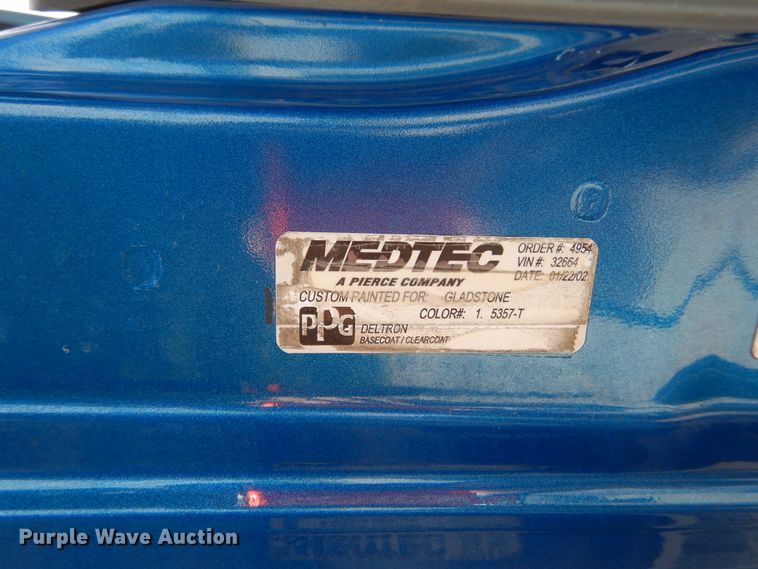 MEDTEC
A PIERCE COMPANY
ORDER #: 4954
VIN #: 32664
DATE: 01/22/02
CUSTOM PAINTED FOR: GLADSTONE
COLOR#: 1. 5357-T
PPG
DELTRON
BASECOAT / CLEARCOAT
Purple Wave Auction